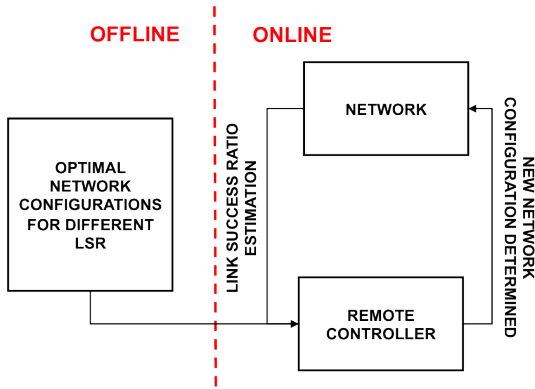 OFFLINE
ONLINE
OPTIMAL
NETWORK
CONFIGURATIONS
FOR DIFFERENT
LSR
LINK SUCCESS RATIO
ESTIMATION
NETWORK
NEW NETWORK
CONFIGURATION DETERMINED
REMOTE
CONTROLLER